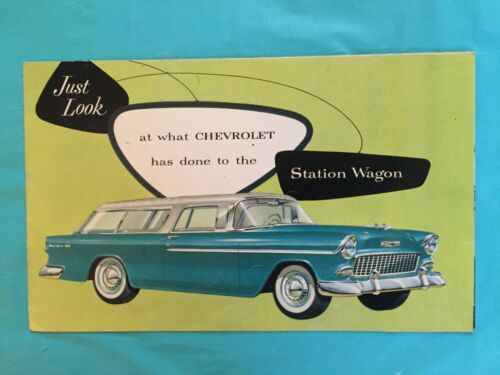 Just
Look
at what CHEVROLET
has done to the
Station Wagon